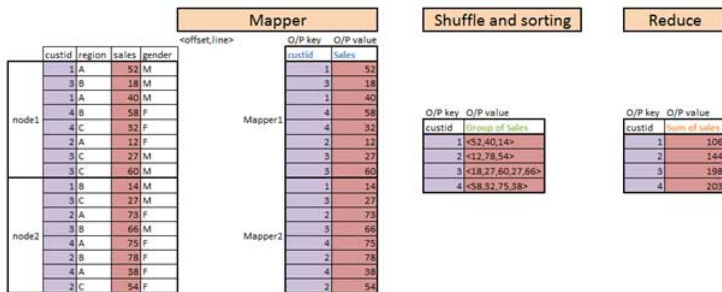 Mapper
Shuffle and sorting
Reduce
<offset,line>
O/P key O/P value
custid region sales gender
custid Sales
node1
1 A 52 M
3 B 18 M
1 A 40 M
4 B 58 F
4 C 32 F
2 A 12 F
3 C 27 M
3 C 60 M
node2
1 B 14 M
3 C 27 M
2 A 73 F
3 B 66 M
4 A 75 F
2 B 78 F
4 A 38 F
2 C 54 F
Mapper1
1 52
3 18
1 40
4 58
4 32
2 12
3 27
3 60
Mapper2
1 14
3 27
2 73
3 66
4 75
2 78
4 38
2 54
O/P key O/P value
custid Group of Sales
1 <52,40,14>
2 <12,78,54>
3 <18,27,60,27,66>
4 <58,32,75,38>
O/P key O/P value
custid Sum of sales
1 106
2 144
3 198
4 203